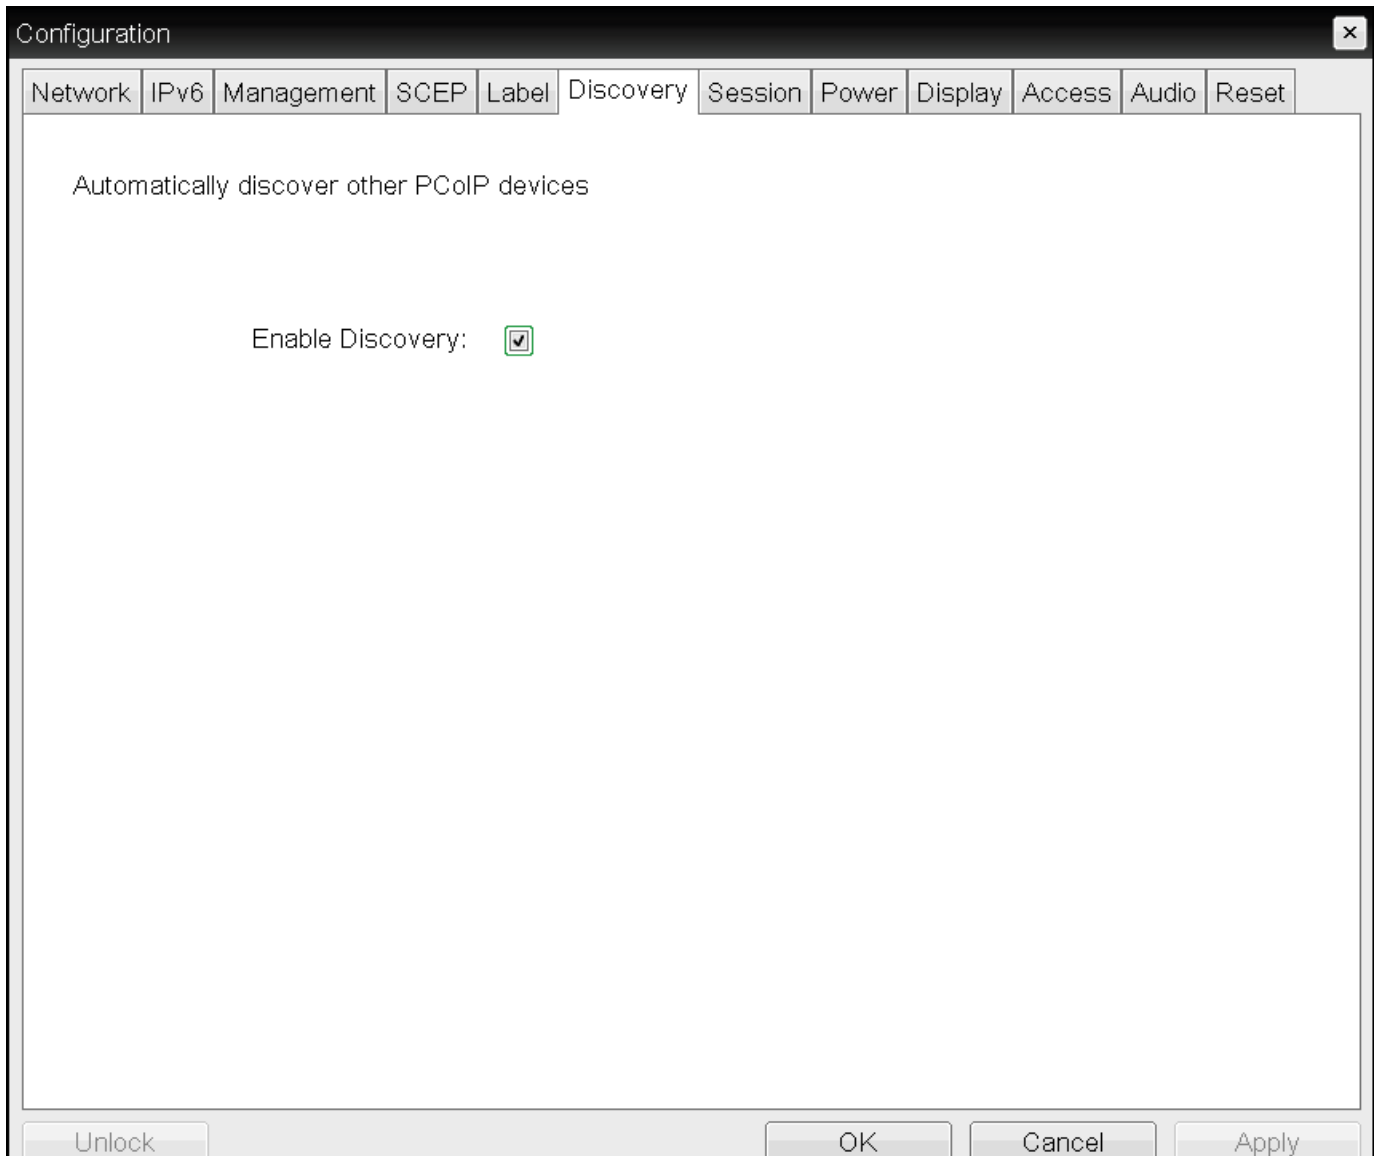 Configuration
Network IPv6 Management SCEP Label Discovery Session Power Display Access Audio Reset
Automatically discover other PCoIP devices
Enable Discovery:
Unlock OK Cancel Apply